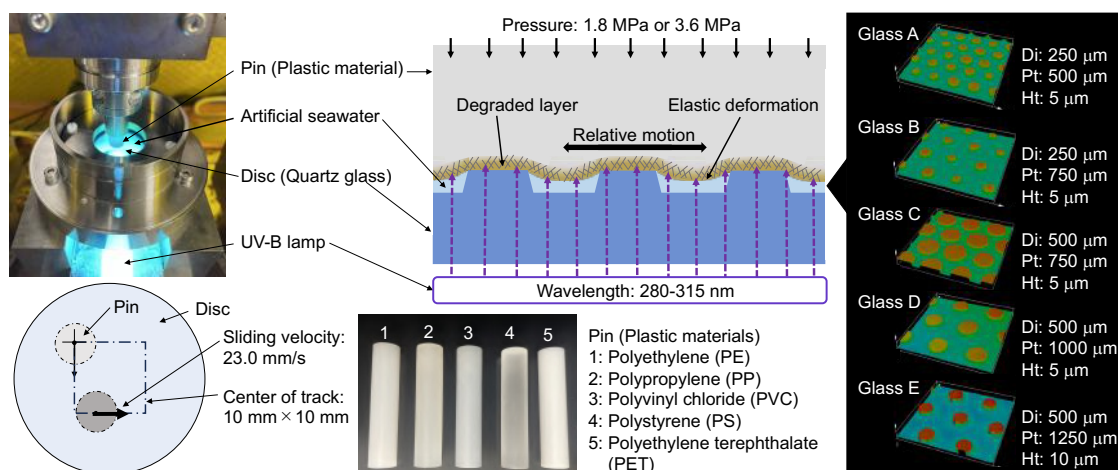 Pressure: 1.8 MPa or 3.6 MPa
Pin (Plastic material)
Artificial seawater
Disc (Quartz glass)
UV-B lamp
Degraded layer
Elastic deformation
Relative motion
Wavelength: 280-315 nm
Glass A
Di: 250 μm
Pt: 500 μm
Ht: 5 μm
Glass B
Di: 250 μm
Pt: 750 μm
Ht: 5 μm
Glass C
Di: 500 μm
Pt: 750 μm
Ht: 5 μm
Glass D
Di: 500 μm
Pt: 1000 μm
Ht: 5 μm
Glass E
Di: 500 μm
Pt: 1250 μm
Ht: 10 μm
Pin
Disc
Sliding velocity:
23.0 mm/s
Center of track:
10 mm × 10 mm
1 2 3 4 5
Pin (Plastic materials)
1: Polyethylene (PE)
2: Polypropylene (PP)
3: Polyvinyl chloride (PVC)
4: Polystyrene (PS)
5: Polyethylene terephthalate
(PET)